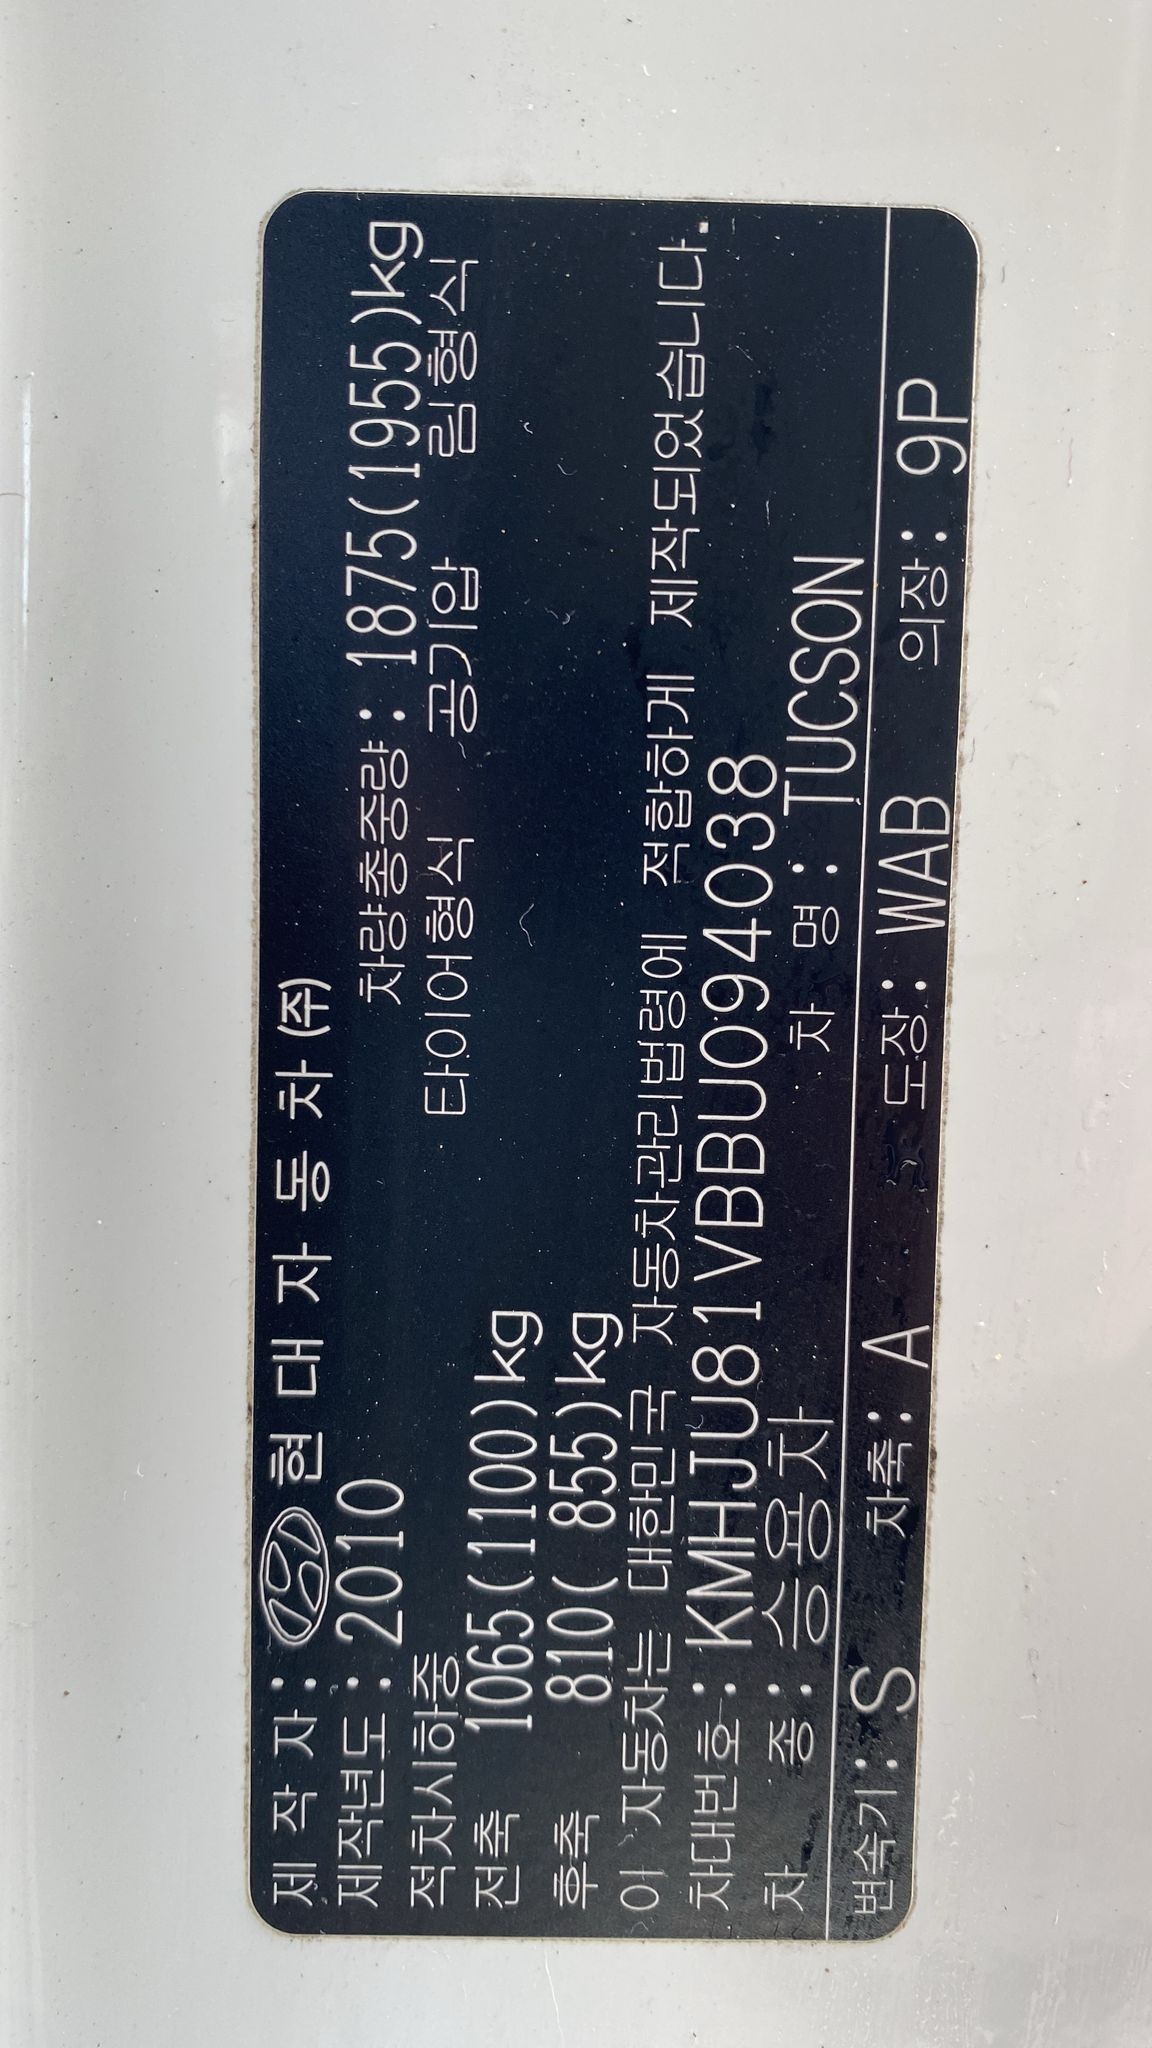 제 작 자 : 현 대 자 동 차 (주)
제작년도 : 2010 차량총중량 : 1875(1955)kg
적차시하중 타이어형식 공기압 림형식
전축 1065(1100)kg
후축 810( 855)kg
이 자동차는 대한민국 자동차관리법령에 적합하게 제작되었습니다.
차대번호 : KMHJU81VBBU094038
차 종 : 승용차 차 명 : TUCSON
변속기 : S 차축 : A 도장 : WAB 의장 : 9P